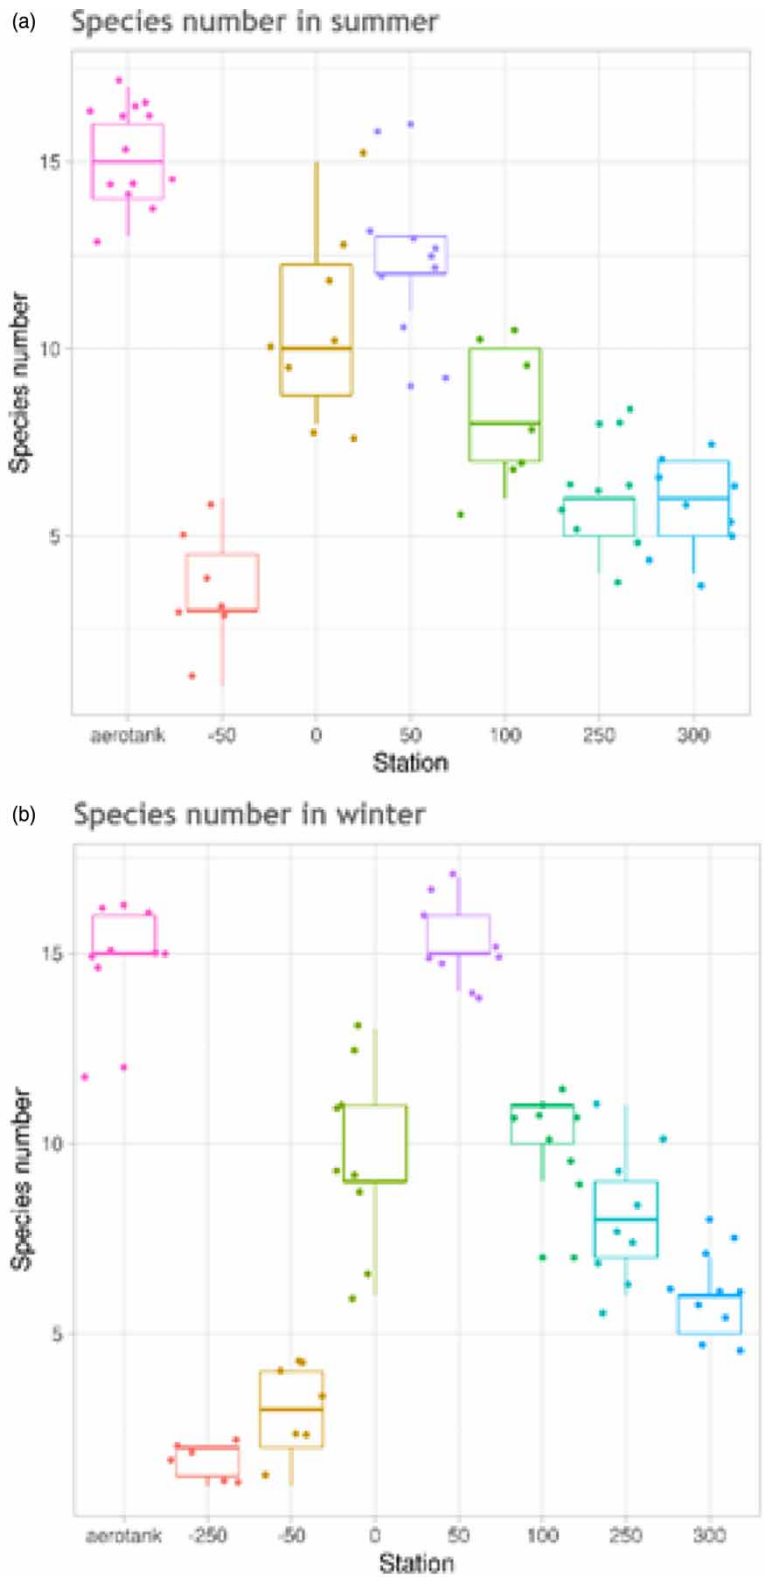 (a) Species number in summer
Species number
15
10
5
aerotank -50 0 50 100 250 300
Station
(b) Species number in winter
Species number
15
10
5
aerotank -250 -50 0 50 100 250 300
Station